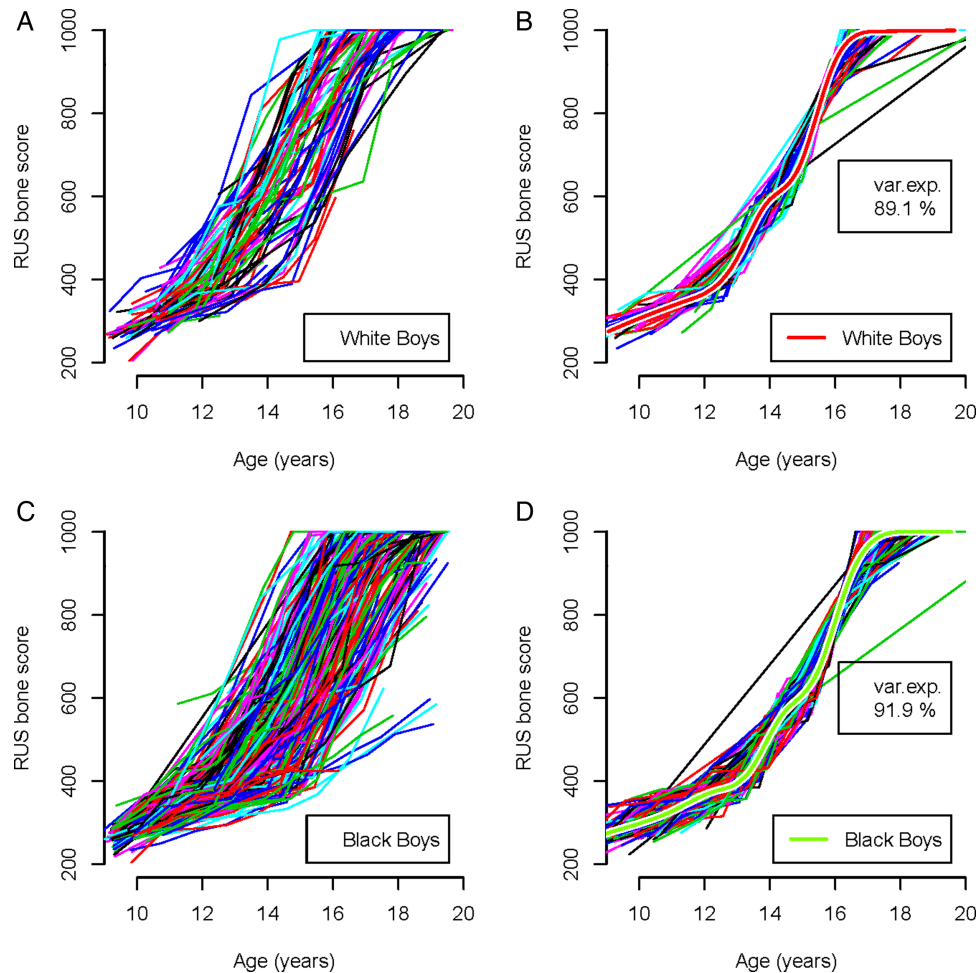 A
RUS bone score
1000
800
600
400
200
White Boys
10 12 14 16 18 20
Age (years)
B
RUS bone score
1000
800
600
400
200
var.exp.
89.1 %
White Boys
10 12 14 16 18 20
Age (years)
C
RUS bone score
1000
800
600
400
200
Black Boys
10 12 14 16 18 20
Age (years)
D
RUS bone score
1000
800
600
400
200
var.exp.
91.9 %
Black Boys
10 12 14 16 18 20
Age (years)